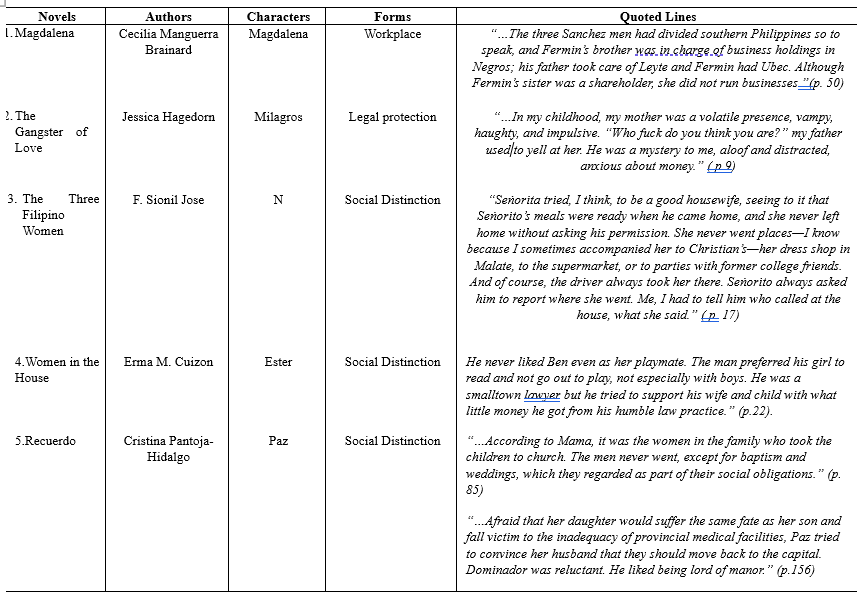 Novels Authors Characters Forms Quoted Lines
1. Magdalena Cecilia Manguerra Magdalena Workplace "…The three Sanchez men had divided southern Philippines so to
Brainard speak, and Fermin's brother was in charge of business holdings in
Negros; his father took care of Leyte and Fermin had Ubec. Although
Fermin's sister was a shareholder, she did not run businesses "(p. 50)
2. The Jessica Hagedorn Milagros Legal protection "…In my childhood, my mother was a volatile presence, vampy,
Gangster of haughty, and impulsive. "Who fuck do you think you are?" my father
Love used to yell at her. He was a mystery to me, aloof and distracted,
anxious about money." ( p.9)
3. The Three F. Sionil Jose N Social Distinction "Señorita tried, I think, to be a good housewife, seeing to it that
Filipino Señorito's meals were ready when he came home, and she never left
Women home without asking his permission. She never went places—I know
because I sometimes accompanied her to Christian's—her dress shop in
Malate, to the supermarket, or to parties with former college friends.
And of course, the driver always took her there. Señorito always asked
him to report where she went. Me, I had to tell him who called at the
house, what she said." ( p. 17)
4.Women in the Erma M. Cuizon Ester Social Distinction He never liked Ben even as her playmate. The man preferred his girl to
House read and not go out to play, not especially with boys. He was a
smalltown lawyer but he tried to support his wife and child with what
little money he got from his humble law practice." (p.22).
5.Recuerdo Cristina Pantoja- Paz Social Distinction "…According to Mama, it was the women in the family who took the
Hidalgo children to church. The men never went, except for baptism and
weddings, which they regarded as part of their social obligations." (p.
85)
"…Afraid that her daughter would suffer the same fate as her son and
fall victim to the inadequacy of provincial medical facilities, Paz tried
to convince her husband that they should move back to the capital.
Dominador was reluctant. He liked being lord of manor." (p.156)